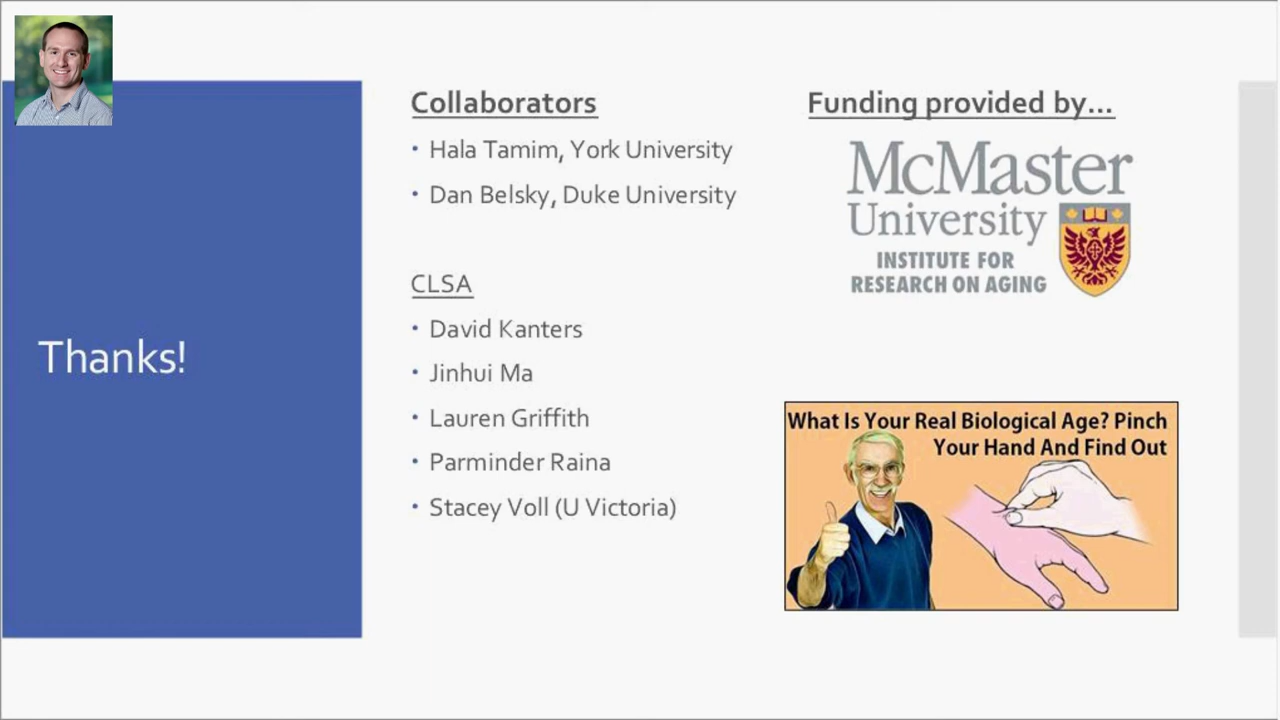 Thanks!
Collaborators
• Hala Tamim, York University
• Dan Belsky, Duke University
CLSA
• David Kanters
• Jinhui Ma
• Lauren Griffith
• Parminder Raina
• Stacey Voll (U Victoria)
Funding provided by...
McMaster
University
INSTITUTE FOR
RESEARCH ON AGING
What Is Your Real Biological Age? Pinch
Your Hand And Find Out